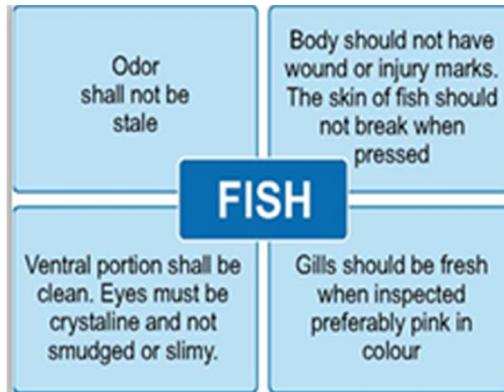 Odor
shall not be
stale
Body should not have
wound or injury marks.
The skin of fish should
not break when
pressed
FISH
Ventral portion shall be
clean. Eyes must be
crystaline and not
smudged or slimy.
Gills should be fresh
when inspected
preferably pink in
colour